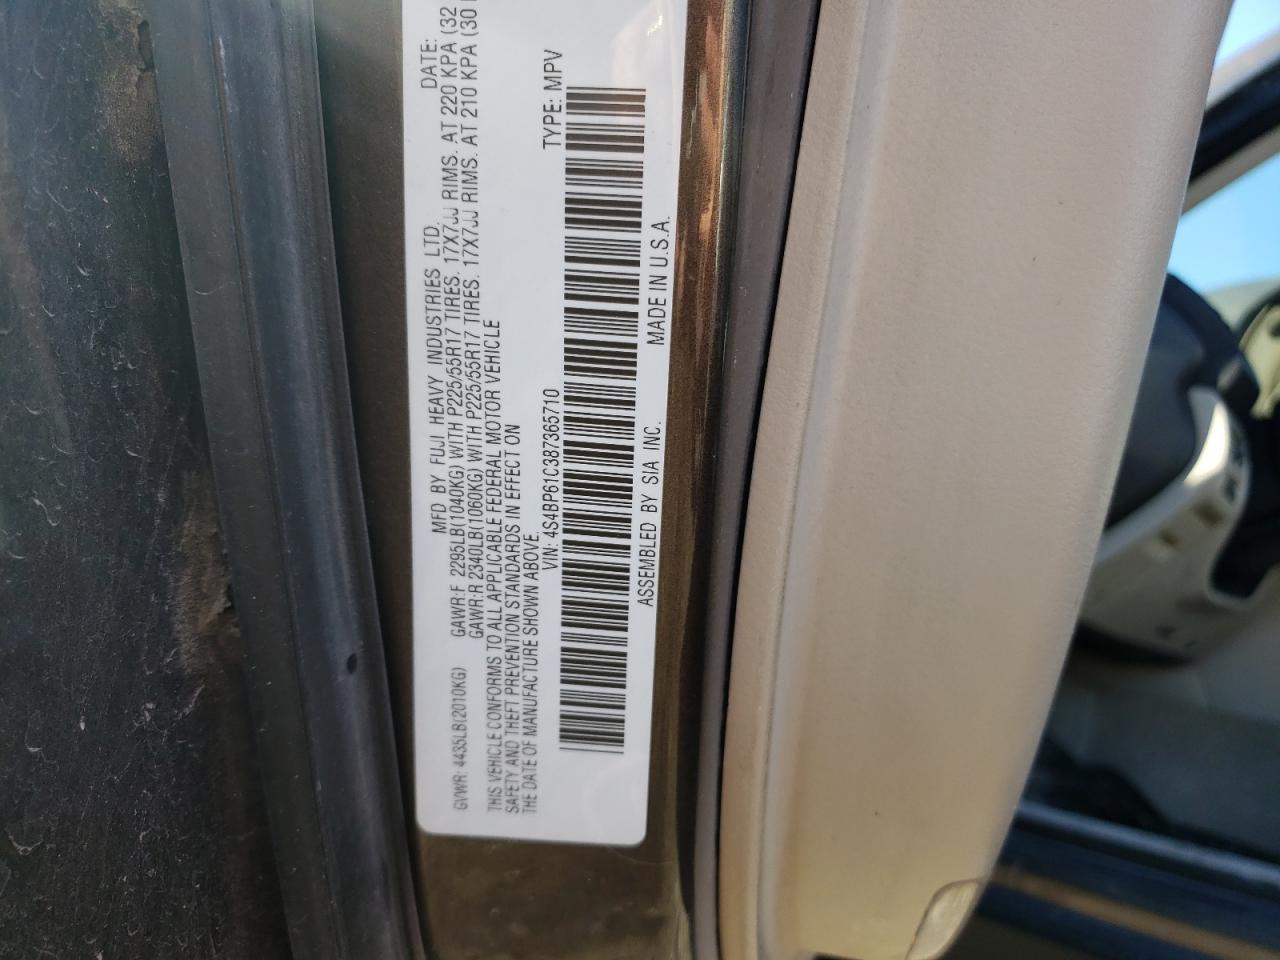 MFD BY FUJI HEAVY INDUSTRIES LTD. DATE:
GVWR: 4435LB(2010KG) GAWR:F 2295LB(1040KG) WITH P225/55R17 TIRES. 17X7JJ RIMS. AT 220 KPA (32
GAWR:R 2340LB(1060KG) WITH P225/55R17 TIRES. 17X7JJ RIMS. AT 210 KPA (30
THIS VEHICLE CONFORMS TO ALL APPLICABLE FEDERAL MOTOR VEHICLE
SAFETY AND THEFT PREVENTION STANDARDS IN EFFECT ON
THE DATE OF MANUFACTURE SHOWN ABOVE.
VIN: 4S4BP61C387365710 TYPE: MPV
ASSEMBLED BY SIA INC. MADE IN U.S.A.